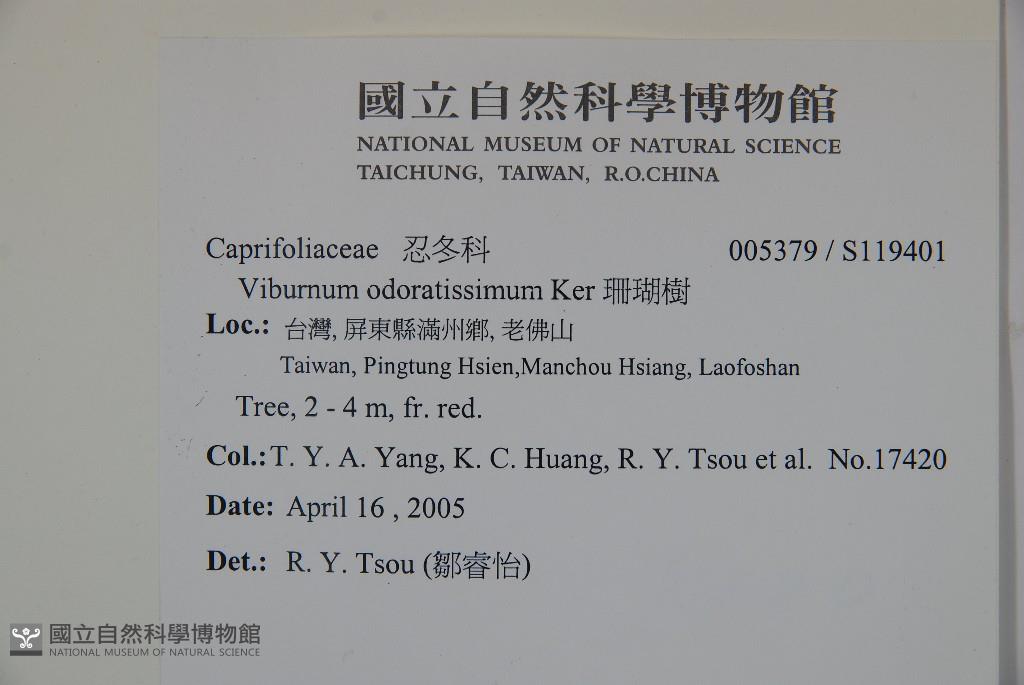 國立自然科學博物館
NATIONAL MUSEUM OF NATURAL SCIENCE
TAICHUNG, TAIWAN, R.O.CHINA
Caprifoliaceae 忍冬科 005379 / S119401
Viburnum odoratissimum Ker 珊瑚樹
Loc.: 台灣, 屏東縣滿州鄉, 老佛山
Taiwan, Pingtung Hsien,Manchou Hsiang, Laofoshan
Tree, 2 - 4 m, fr. red.
Col.: T. Y. A. Yang, K. C. Huang, R. Y. Tsou et al. No.17420
Date: April 16 , 2005
Det.: R. Y. Tsou (鄒睿怡)
國立自然科學博物館
NATIONAL MUSEUM OF NATURAL SCIENCE